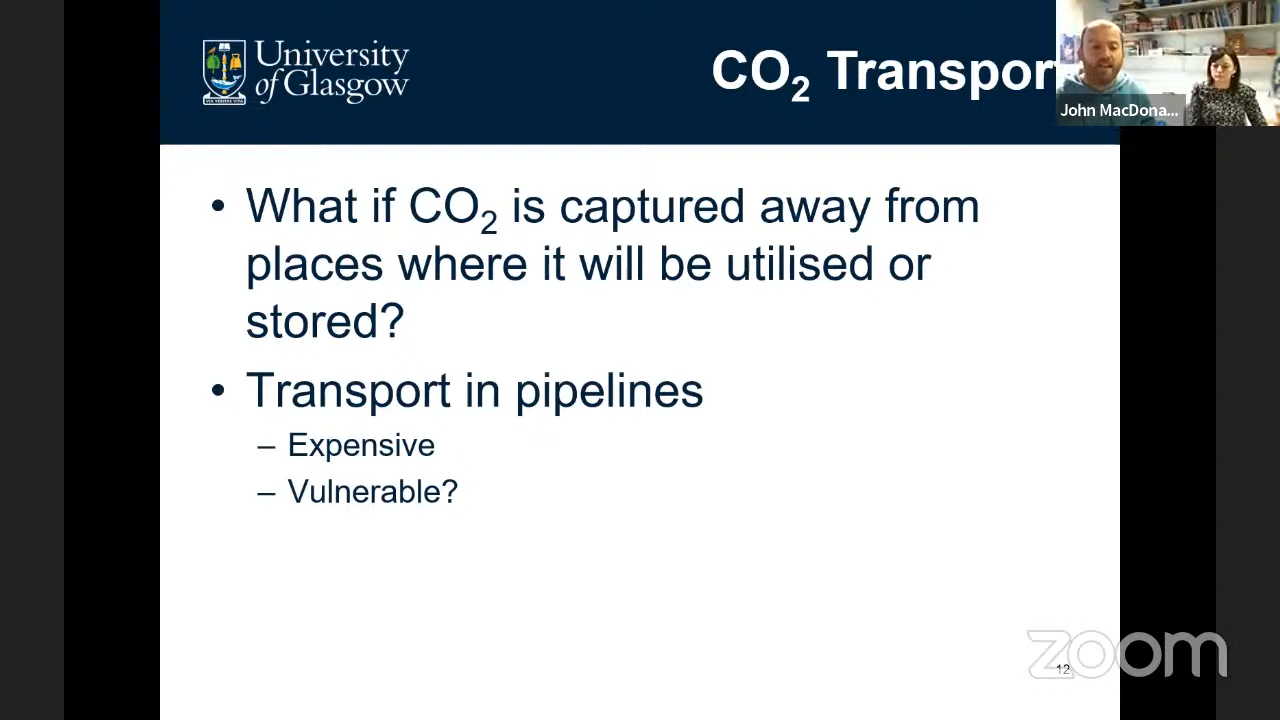 University
of Glasgow
CO₂ Transport
John MacDona...
• What if CO₂ is captured away from
places where it will be utilised or
stored?
• Transport in pipelines
– Expensive
– Vulnerable?
12
zoom